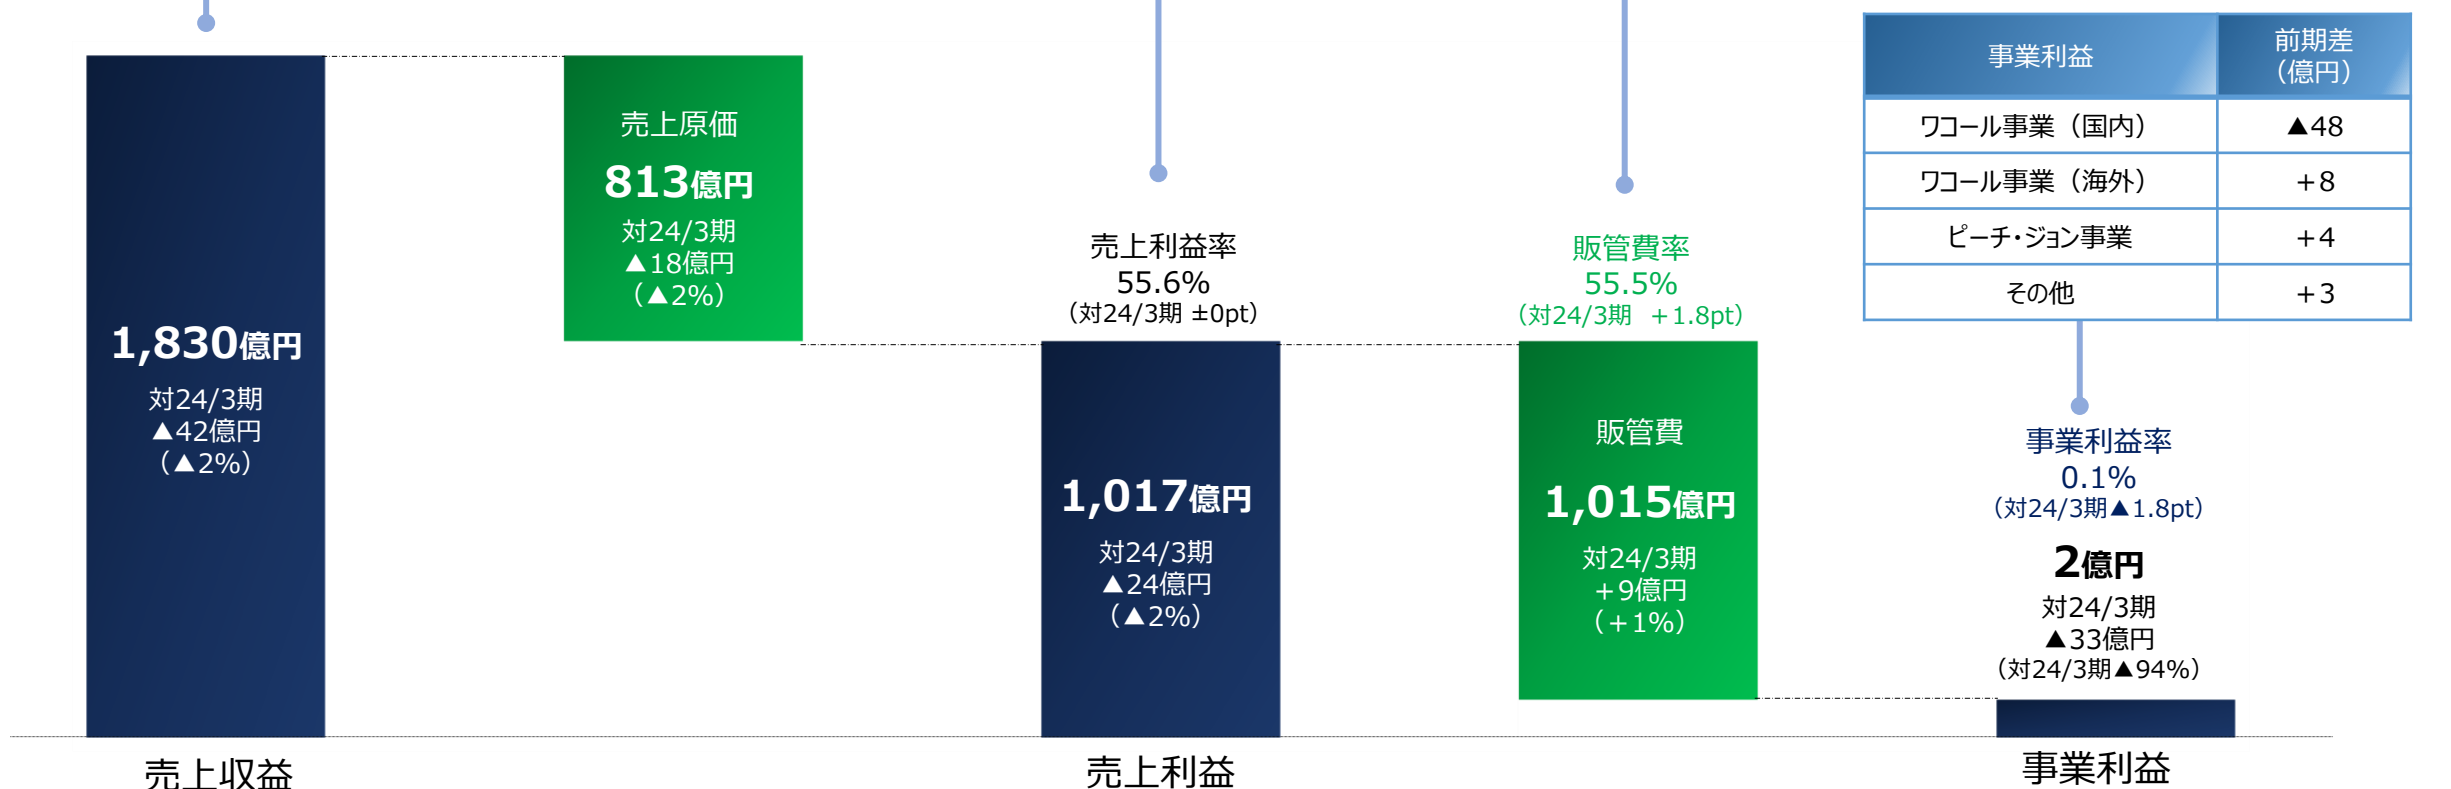 1,830億円
対24/3期
▲42億円
（▲2%）
売上収益
売上原価
813億円
対24/3期
▲18億円
（▲2%）
売上利益率
55.6%
（対24/3期 ±0pt）
1,017億円
対24/3期
▲24億円
（▲2%）
売上利益
販管費率
55.5%
（対24/3期 ＋1.8pt）
販管費
1,015億円
対24/3期
＋9億円
（＋1%）
事業利益 前期差
（億円）
ワコール事業（国内） ▲48
ワコール事業（海外） ＋8
ピーチ・ジョン事業 ＋4
その他 ＋3
事業利益率
0.1%
（対24/3期▲1.8pt）
2億円
対24/3期
▲33億円
（対24/3期▲94%）
事業利益